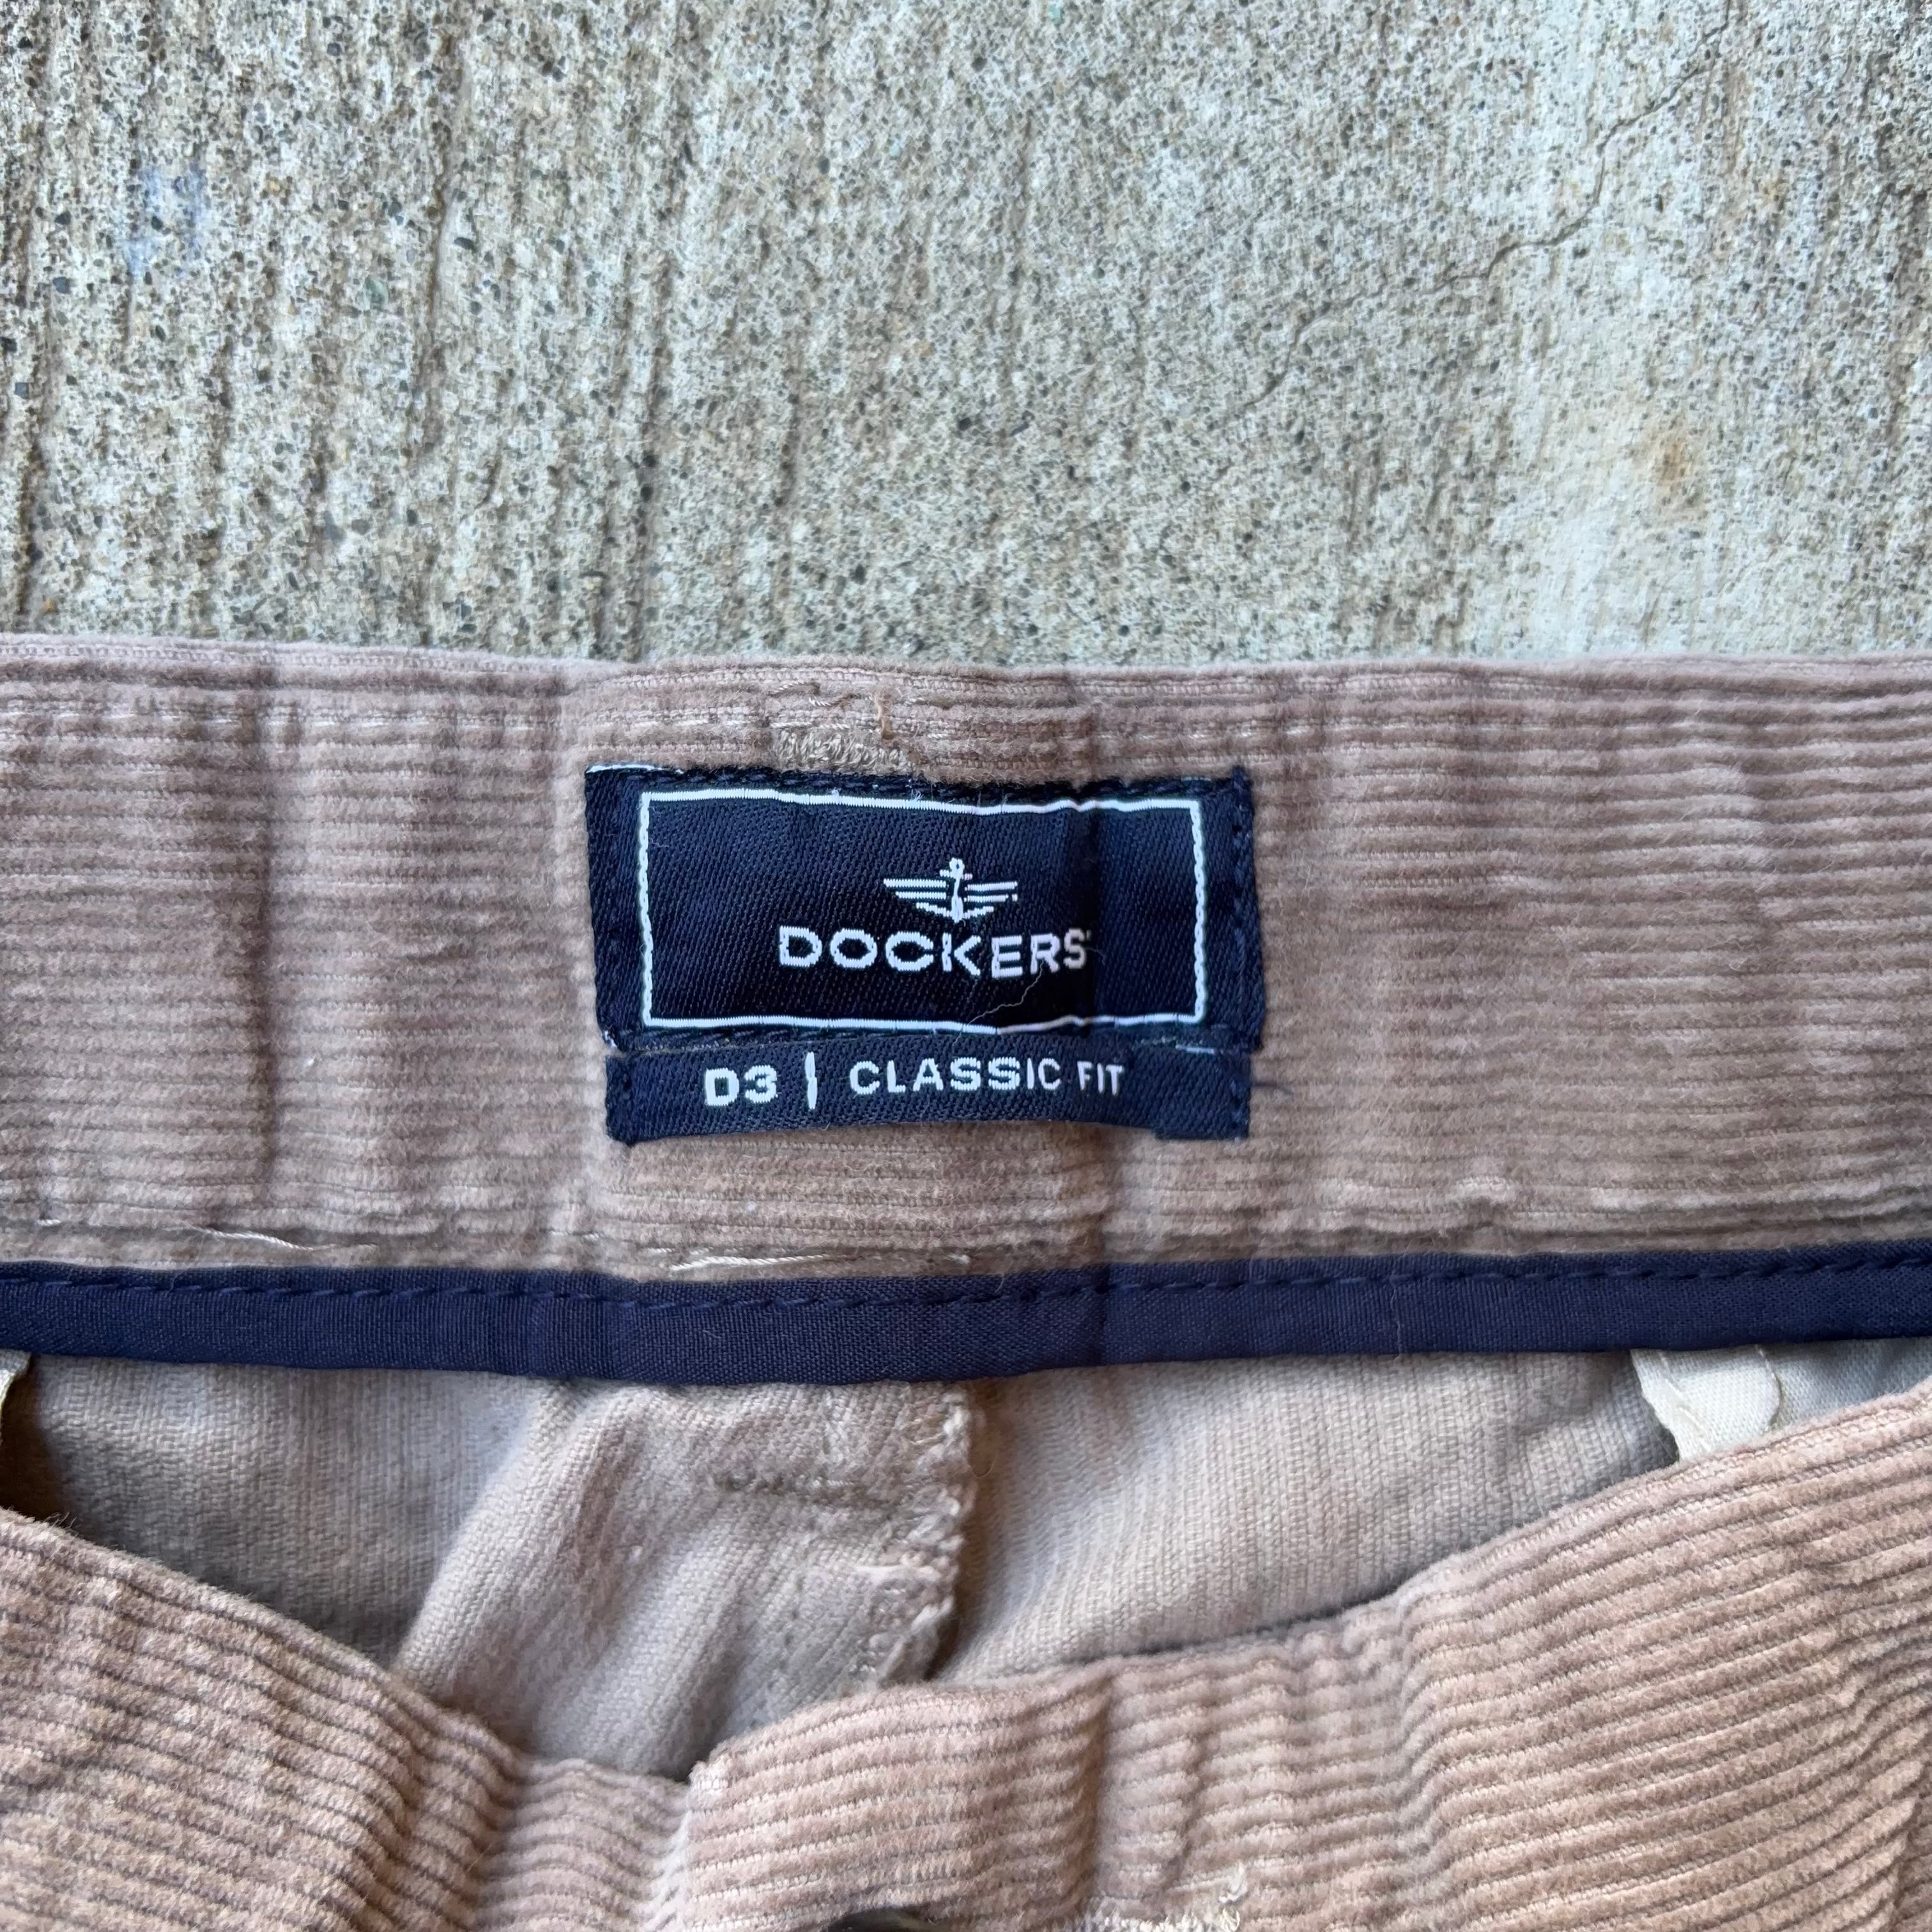 DOCKERS
D3 | CLASSIC FIT